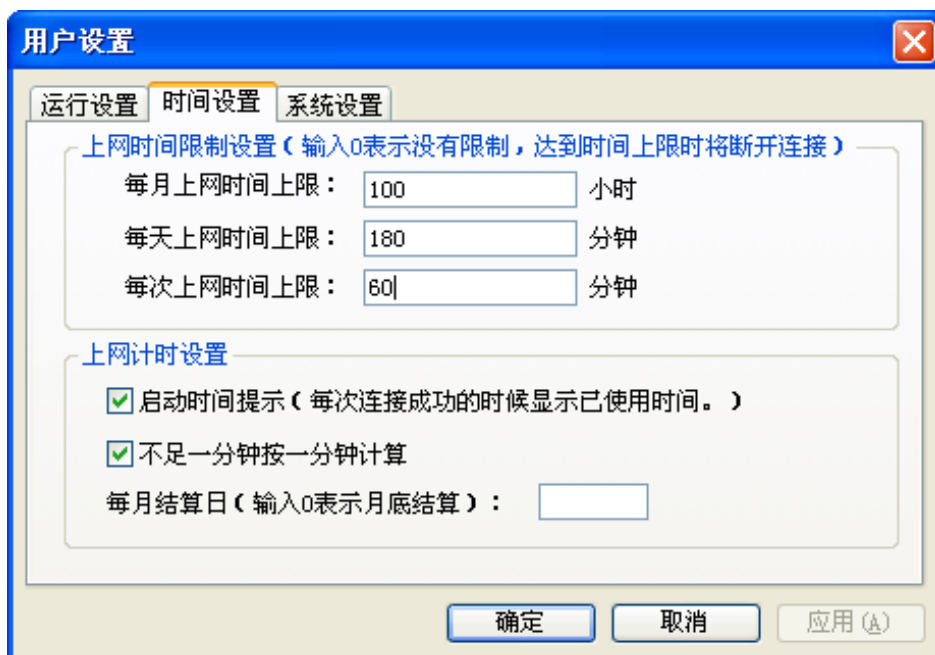 用户设置
运行设置 时间设置 系统设置
上网时间限制设置(输入0表示没有限制,达到时间上限时将断开连接)
每月上网时间上限: 100 小时
每天上网时间上限: 180 分钟
每次上网时间上限: 60 分钟
上网计时设置
启动时间提示(每次连接成功的时候显示已使用时间。)
不足一分钟按一分钟计算
每月结算日(输入0表示月底结算):
确定 取消 应用(A)